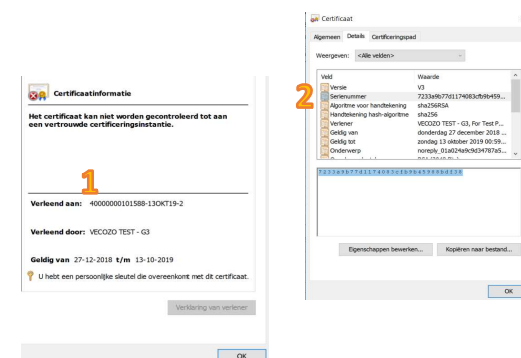 Certificaatinformatie
Het certificaat kan niet worden gecontroleerd tot aan
een vertrouwde certificeringsinstantie.
1
Verleend aan: 40000000101588-13OKT19-2
Verleend door: VECOZO TEST - G3
Geldig van 27-12-2018 t/m 13-10-2019
U hebt een persoonlijke sleutel die overeenkomt met dit certificaat.
Verklaring van verlener
OK
Certificaat
Algemeen Details Certificeringspad
Weergeven: <Alle velden>
Veld Waarde
2
Versie V3
Serienummer 7233a9b77d1174083cfb9b459...
Algoritme voor handtekening sha256RSA
Handtekening hash-algoritme sha256
Verlener VECOZO TEST - G3, For Test P...
Geldig van donderdag 27 december 2018 ...
Geldig tot zondag 13 oktober 2019 00:59...
Onderwerp noreply_01a024a9c9d34787a5...
Eigenschappen bewerken... Kopiëren naar bestand...
OK